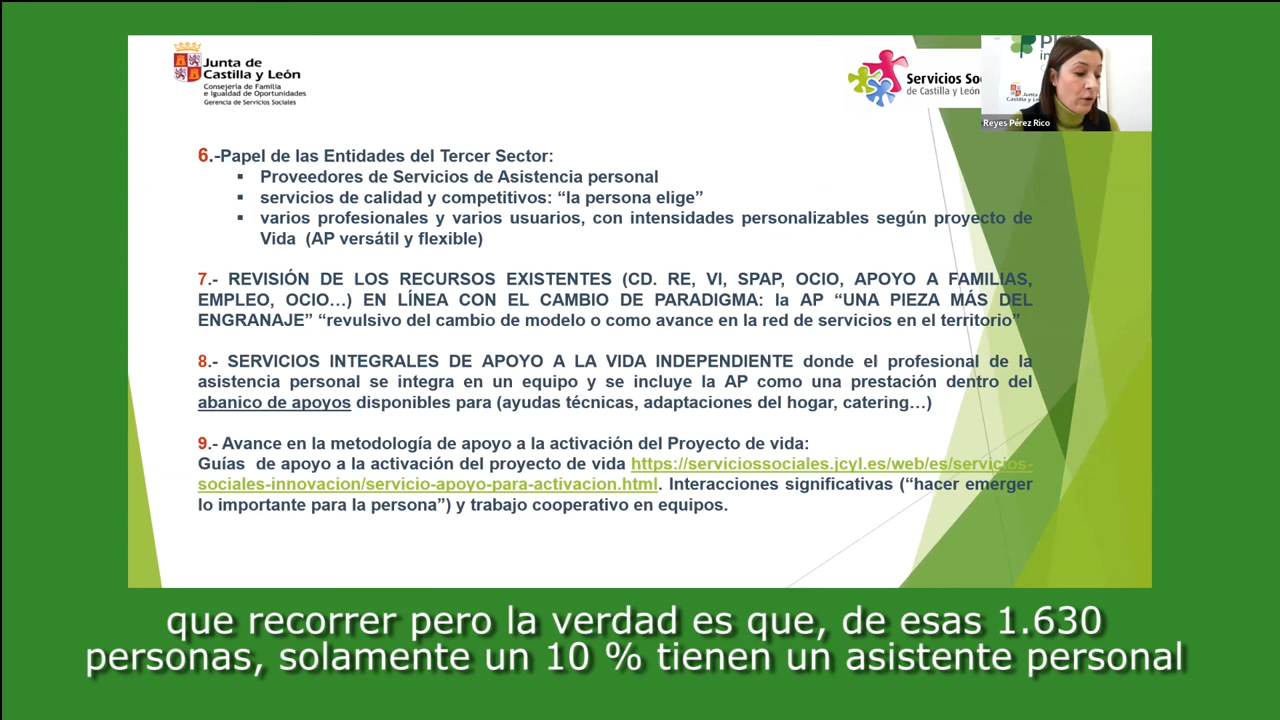 Junta de
Castilla y León
Consejería de Familia
e Igualdad de Oportunidades
Gerencia de Servicios Sociales
Servicios Soc
de Castilla y León
Junta
Castilla y Le
Reyes Pérez Rico
6.-Papel de las Entidades del Tercer Sector:
▪ Proveedores de Servicios de Asistencia personal
▪ servicios de calidad y competitivos: “la persona elige”
▪ varios profesionales y varios usuarios, con intensidades personalizables según proyecto de
Vida (AP versátil y flexible)
7.- REVISIÓN DE LOS RECURSOS EXISTENTES (CD. RE, VI, SPAP, OCIO, APOYO A FAMILIAS,
EMPLEO, OCIO…) EN LÍNEA CON EL CAMBIO DE PARADIGMA: la AP “UNA PIEZA MÁS DEL
ENGRANAJE” “revulsivo del cambio de modelo o como avance en la red de servicios en el territorio”
8.- SERVICIOS INTEGRALES DE APOYO A LA VIDA INDEPENDIENTE donde el profesional de la
asistencia personal se integra en un equipo y se incluye la AP como una prestación dentro del
abanico de apoyos disponibles para (ayudas técnicas, adaptaciones del hogar, catering…)
9.- Avance en la metodología de apoyo a la activación del Proyecto de vida:
Guías de apoyo a la activación del proyecto de vida https://serviciossociales.jcyl.es/web/es/servicios-
sociales-innovacion/servicio-apoyo-para-activacion.html. Interacciones significativas (“hacer emerger
lo importante para la persona”) y trabajo cooperativo en equipos.
que recorrer pero la verdad es que, de esas 1.630
personas, solamente un 10 % tienen un asistente personal